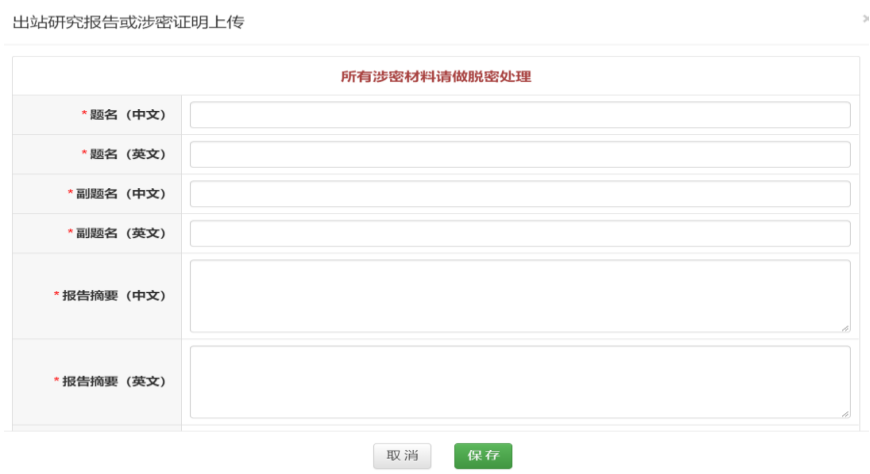 出站研究报告或涉密证明上传
×
所有涉密材料请做脱密处理
*题名（中文）
*题名（英文）
*副题名（中文）
*副题名（英文）
*报告摘要（中文）
*报告摘要（英文）
取消 保存